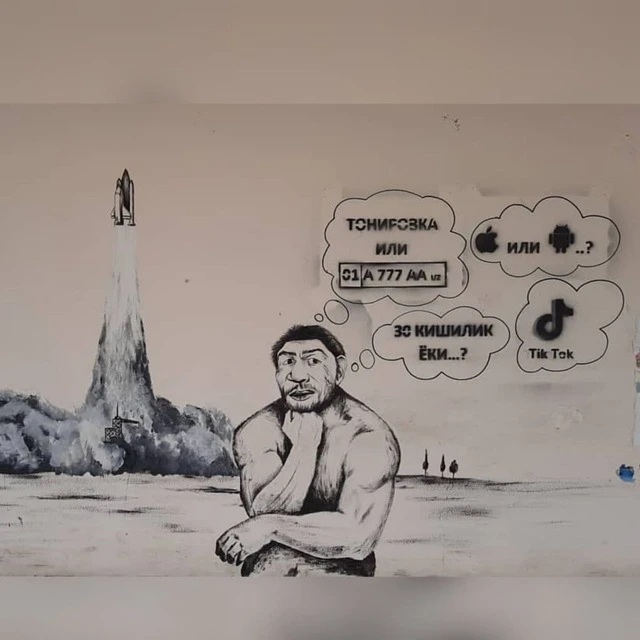 ТОНИРОВКА
ИЛИ
01 A 777 AA UZ
ИЛИ ..?
30 КИШИЛИК
ЁКИ...?
Tik Tok